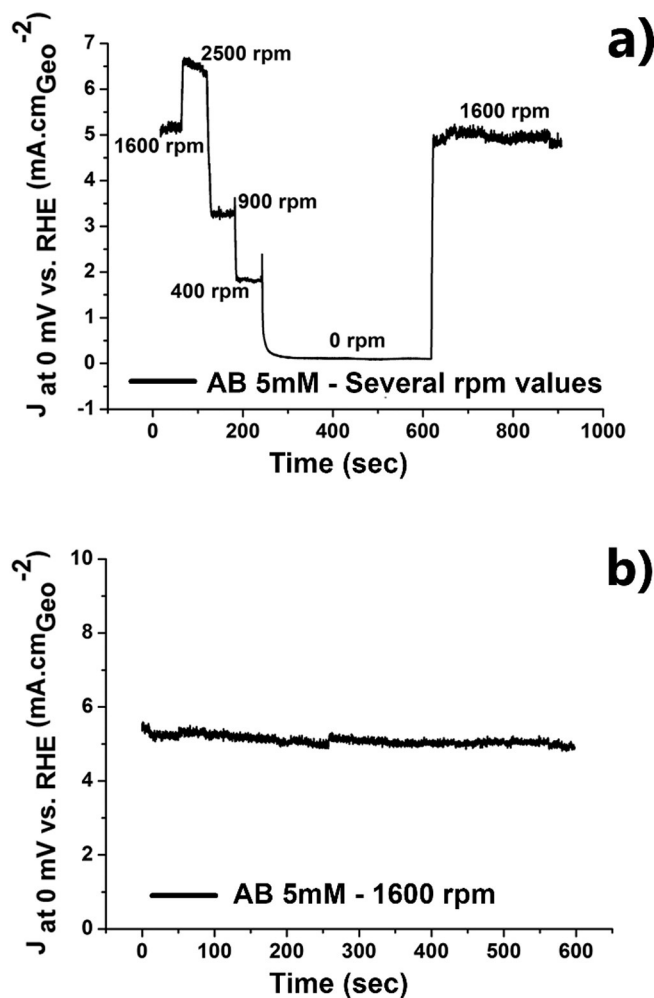 a)
J at 0 mV vs. RHE (mA.cmGeo-2)
7
6
5
4
3
2
1
0
-1
2500 rpm
1600 rpm
1600 rpm
900 rpm
400 rpm
0 rpm
AB 5mM - Several rpm values
0 200 400 600 800 1000
Time (sec)
b)
J at 0 mV vs. RHE (mA.cmGeo-2)
10
8
6
4
2
0
AB 5mM - 1600 rpm
0 100 200 300 400 500 600
Time (sec)